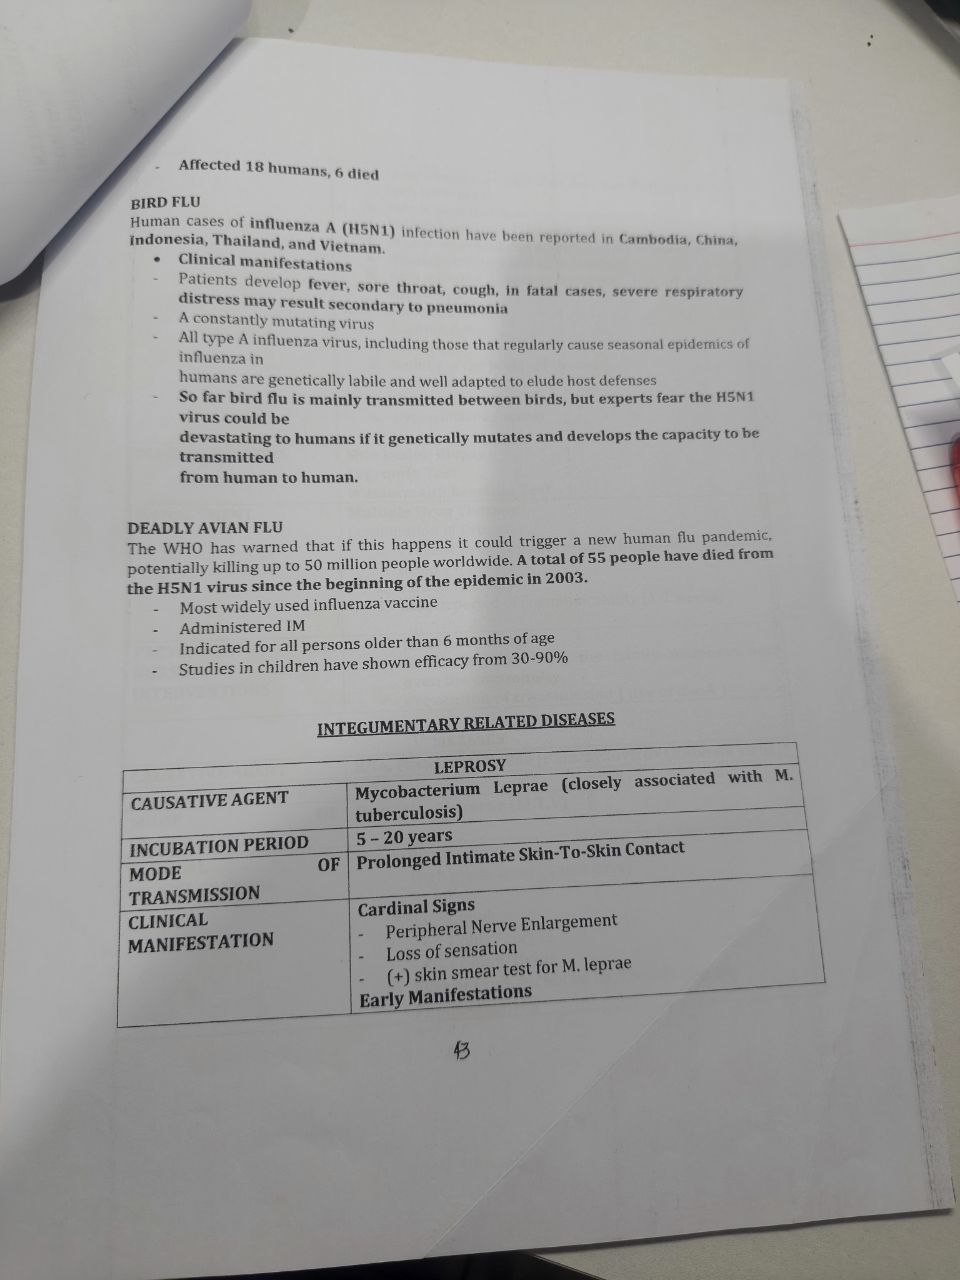 - Affected 18 humans, 6 died
BIRD FLU
Human cases of influenza A (H5N1) infection have been reported in Cambodia, China,
Indonesia, Thailand, and Vietnam.
• Clinical manifestations
- Patients develop fever, sore throat, cough, in fatal cases, severe respiratory
distress may result secondary to pneumonia
- A constantly mutating virus
- All type A influenza virus, including those that regularly cause seasonal epidemics of
influenza in
humans are genetically labile and well adapted to elude host defenses
- So far bird flu is mainly transmitted between birds, but experts fear the H5N1
virus could be
devastating to humans if it genetically mutates and develops the capacity to be
transmitted
from human to human.
DEADLY AVIAN FLU
The WHO has warned that if this happens it could trigger a new human flu pandemic,
potentially killing up to 50 million people worldwide. A total of 55 people have died from
the H5N1 virus since the beginning of the epidemic in 2003.
- Most widely used influenza vaccine
- Administered IM
- Indicated for all persons older than 6 months of age
- Studies in children have shown efficacy from 30-90%
INTEGUMENTARY RELATED DISEASES
LEPROSY
CAUSATIVE AGENT
Mycobacterium Leprae (closely associated with M.
tuberculosis)
INCUBATION PERIOD
5 – 20 years
MODE OF
TRANSMISSION
Prolonged Intimate Skin-To-Skin Contact
CLINICAL
MANIFESTATION
Cardinal Signs
- Peripheral Nerve Enlargement
- Loss of sensation
- (+) skin smear test for M. leprae
Early Manifestations
43